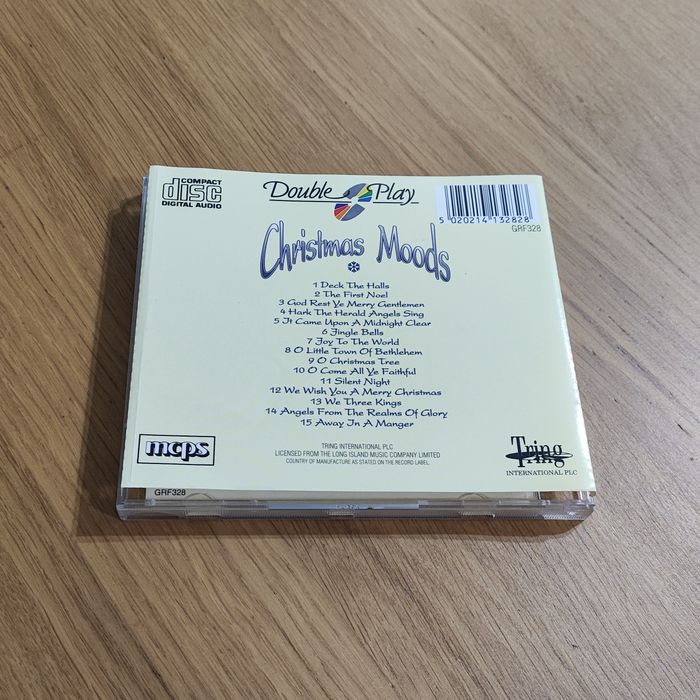 COMPACT
disc
DIGITAL AUDIO
Double Play
5 020214 132828
GRF328
Christmas Moods
1 Deck The Halls
2 The First Noel
3 God Rest Ye Merry Gentlemen
4 Hark The Herald Angels Sing
5 It Came Upon A Midnight Clear
6 Jingle Bells
7 Joy To The World
8 O Little Town Of Bethlehem
9 O Christmas Tree
10 O Come All Ye Faithful
11 Silent Night
12 We Wish You A Merry Christmas
13 We Three Kings
14 Angels From The Realms Of Glory
15 Away In A Manger
TRING INTERNATIONAL PLC
LICENSED FROM THE LONG ISLAND MUSIC COMPANY LIMITED
COUNTRY OF MANUFACTURE AS STATED ON THE RECORD LABEL.
mcps
Tring
INTERNATIONAL PLC
GRF328